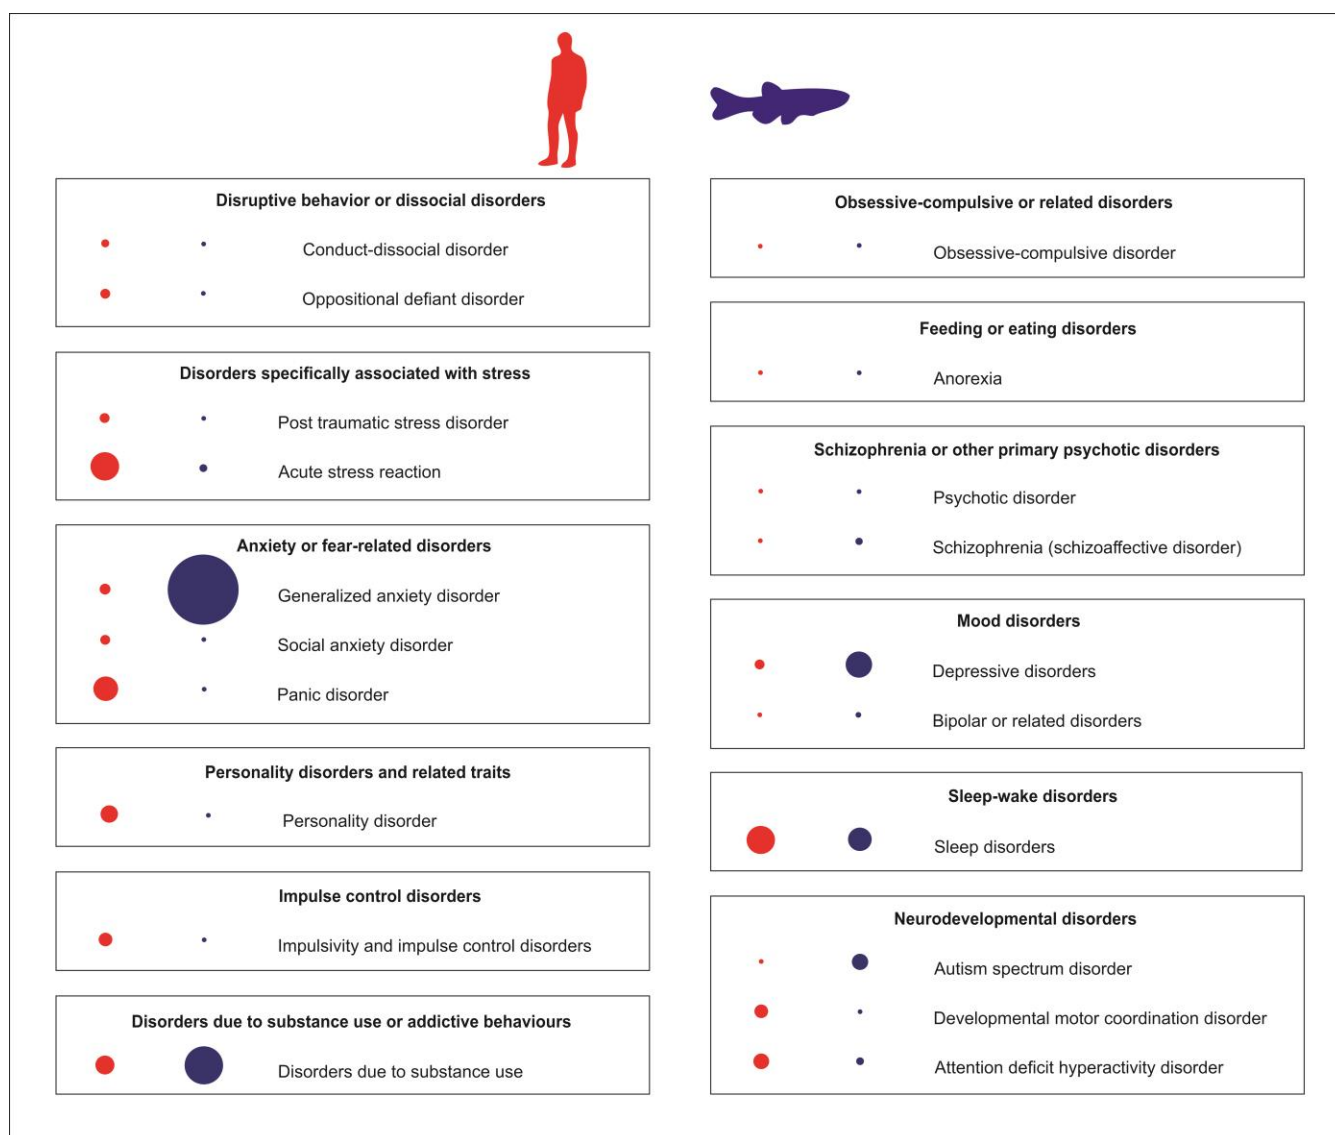 Disruptive behavior or dissocial disorders
Conduct-dissocial disorder
Oppositional defiant disorder
Disorders specifically associated with stress
Post traumatic stress disorder
Acute stress reaction
Anxiety or fear-related disorders
Generalized anxiety disorder
Social anxiety disorder
Panic disorder
Personality disorders and related traits
Personality disorder
Impulse control disorders
Impulsivity and impulse control disorders
Disorders due to substance use or addictive behaviours
Disorders due to substance use
Obsessive-compulsive or related disorders
Obsessive-compulsive disorder
Feeding or eating disorders
Anorexia
Schizophrenia or other primary psychotic disorders
Psychotic disorder
Schizophrenia (schizoaffective disorder)
Mood disorders
Depressive disorders
Bipolar or related disorders
Sleep-wake disorders
Sleep disorders
Neurodevelopmental disorders
Autism spectrum disorder
Developmental motor coordination disorder
Attention deficit hyperactivity disorder